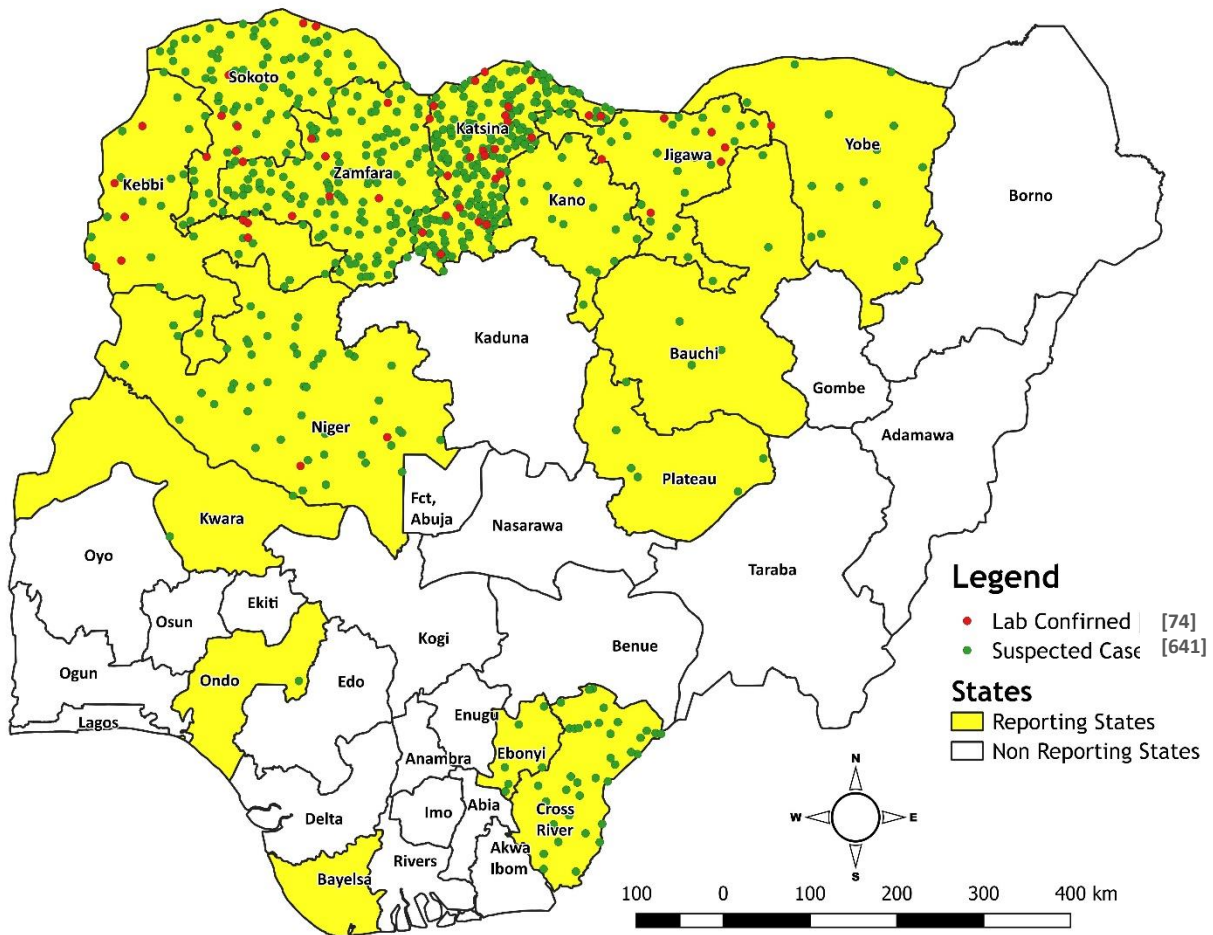 Sokoto
Katsina
Kebbi
Zamfara
Jigawa
Yobe
Kano
Borno
Kaduna
Bauchi
Gombe
Niger
Adamawa
Plateau
Fct,
Abuja
Kwara
Nasarawa
Oyo
Taraba
Osun
Ekiti
Kogi
Benue
Ogun
Ondo
Edo
Lagos
Enugu
Anambra
Ebonyi
Delta
Imo
Abia
Cross
River
Rivers
Akwa
Ibom
Bayelsa
Legend
Lab Confirmed [74]
Suspected Case [641]
States
Reporting States
Non Reporting States
N
W E
S
100 0 100 200 300 400 km